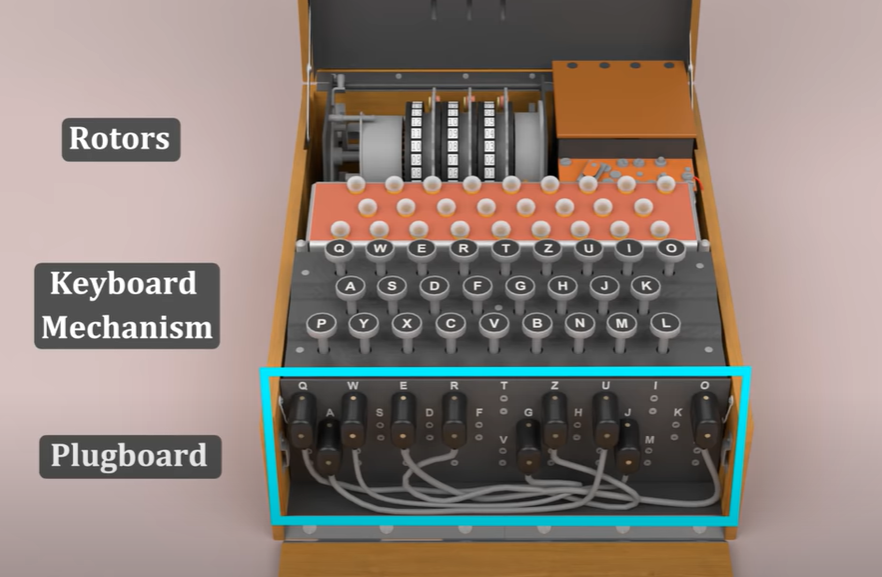 Rotors
Q W E R T Z U I O
Keyboard
Mechanism
A S D F G H J K
P Y X C V B N M L
Q W E R T Z U I O
A S D F G H J K
V M
Plugboard